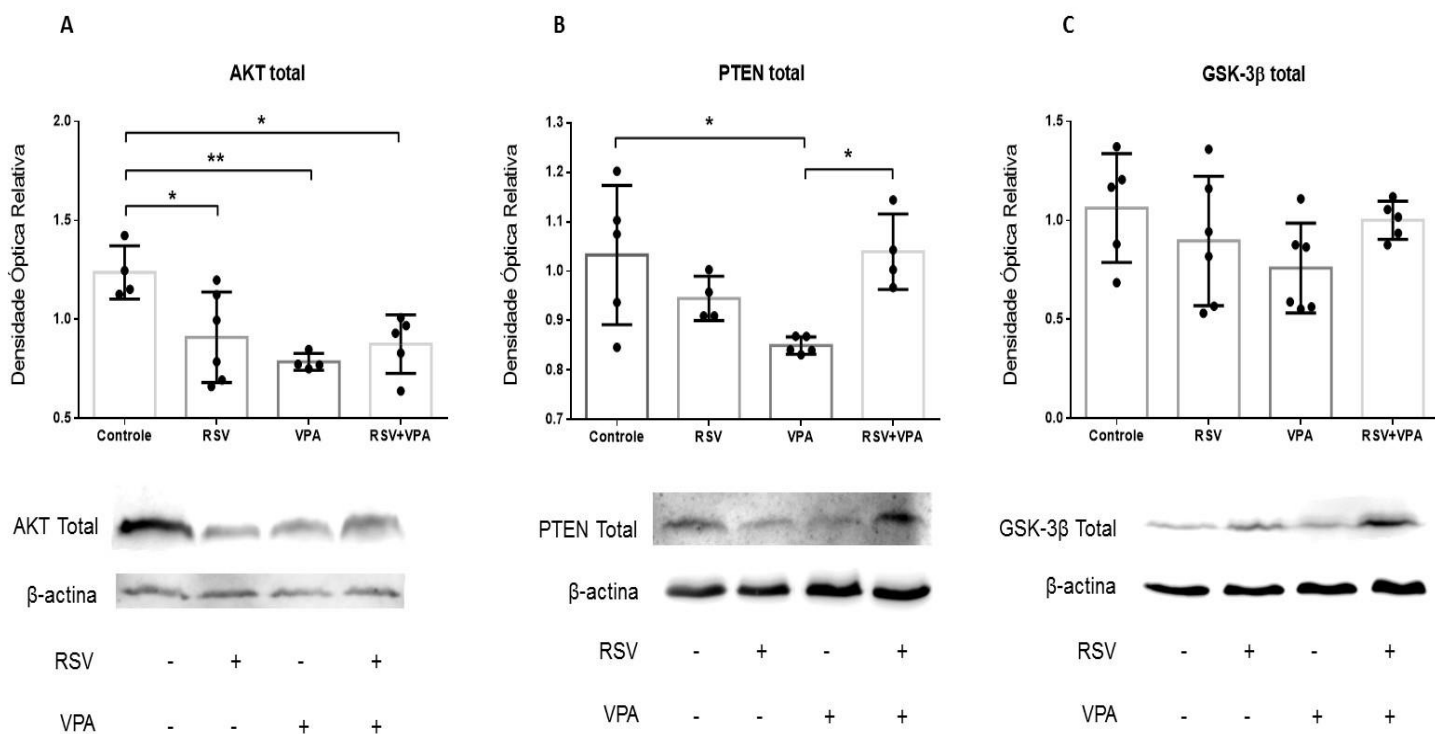 A
AKT total
Densidade Óptica Relativa
2.0
1.5
1.0
0.5
*
**
*
Controle RSV VPA RSV+VPA
AKT Total
β-actina
RSV - + - +
VPA - - + +
B
PTEN total
Densidade Óptica Relativa
1.3
1.2
1.1
1.0
0.9
0.8
0.7
*
*
Controle RSV VPA RSV+VPA
PTEN Total
β-actina
RSV - + - +
VPA - - + +
C
GSK-3β total
Densidade Óptica Relativa
1.5
1.0
0.5
0.0
Controle RSV VPA RSV+VPA
GSK-3β Total
β-actina
RSV - + - +
VPA - - + +